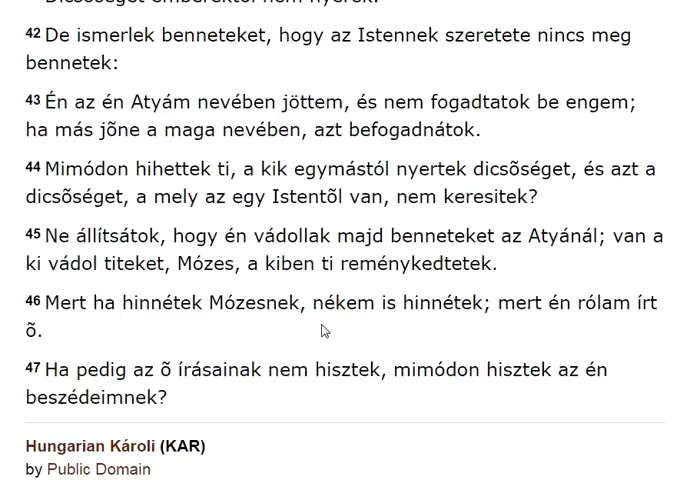 42 De ismerlek benneteket, hogy az Istennek szeretete nincs meg
bennetek:
43 Én az én Atyám nevében jöttem, és nem fogadtatok be engem;
ha más jõne a maga nevében, azt befogadnátok.
44 Mimódon hihettek ti, a kik egymástól nyertek dicsõséget, és azt a
dicsõséget, a mely az egy Istentõl van, nem keresitek?
45 Ne állítsátok, hogy én vádollak majd benneteket az Atyánál; van a
ki vádol titeket, Mózes, a kiben ti reménykedtetek.
46 Mert ha hinnétek Mózesnek, nékem is hinnétek; mert én rólam írt
õ.
47 Ha pedig az õ írásainak nem hisztek, mimódon hisztek az én
beszédeimnek?
Hungarian Károli (KAR)
by Public Domain